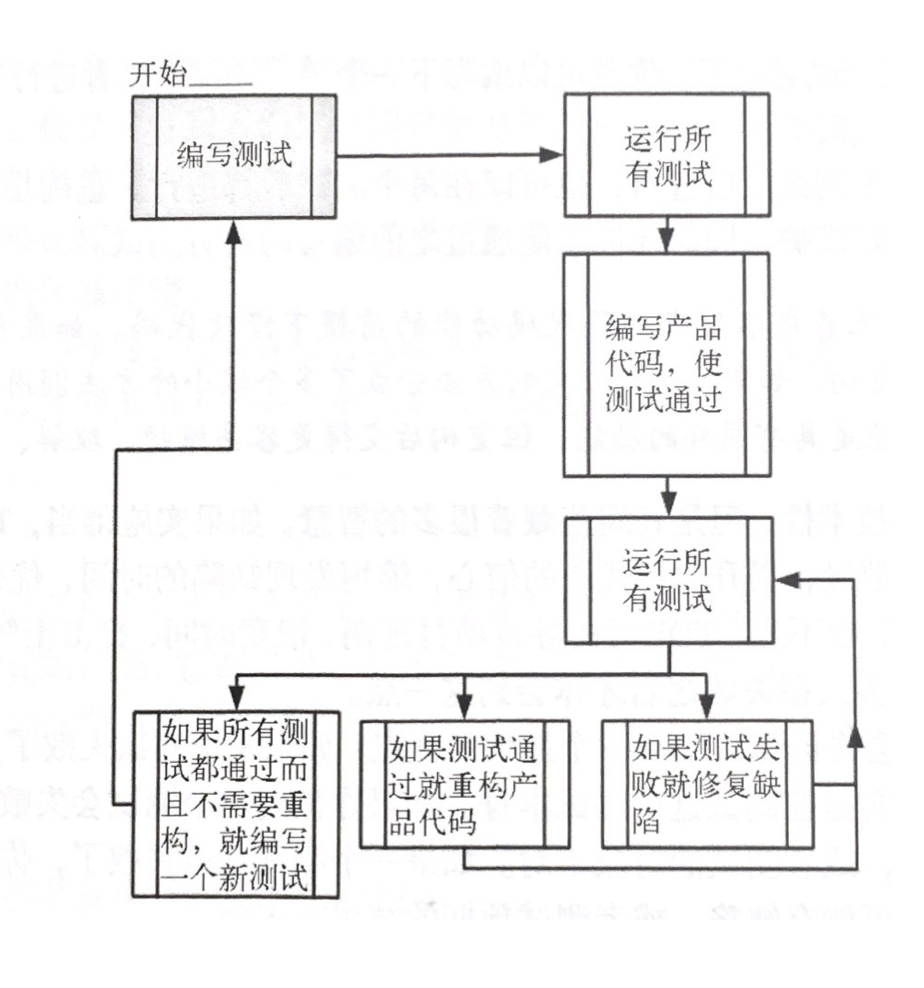 开始
编写测试
运行所
有测试
编写产品
代码，使
测试通过
运行所
有测试
如果所有测
试都通过而
且不需要重
构，就编写
一个新测试
如果测试通
过就重构产
品代码
如果测试失
败就修复缺
陷